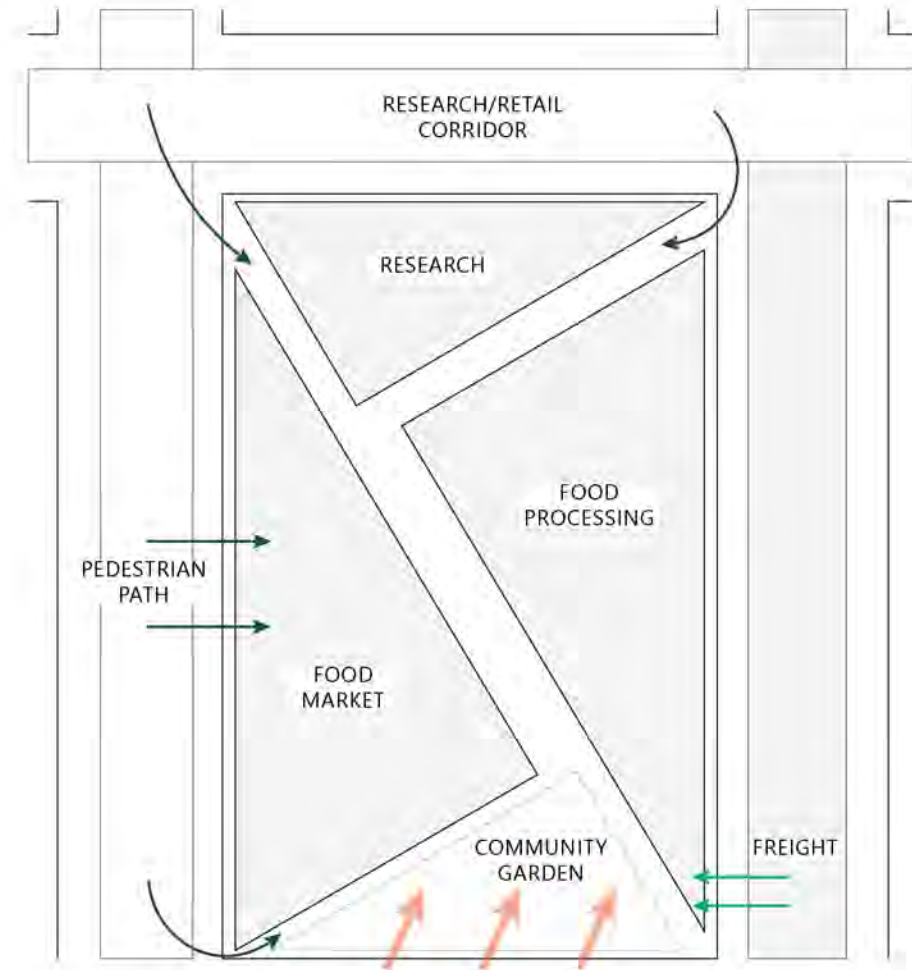 RESEARCH/RETAIL
CORRIDOR
RESEARCH
FOOD
PROCESSING
PEDESTRIAN
PATH
FOOD
MARKET
COMMUNITY
GARDEN
FREIGHT